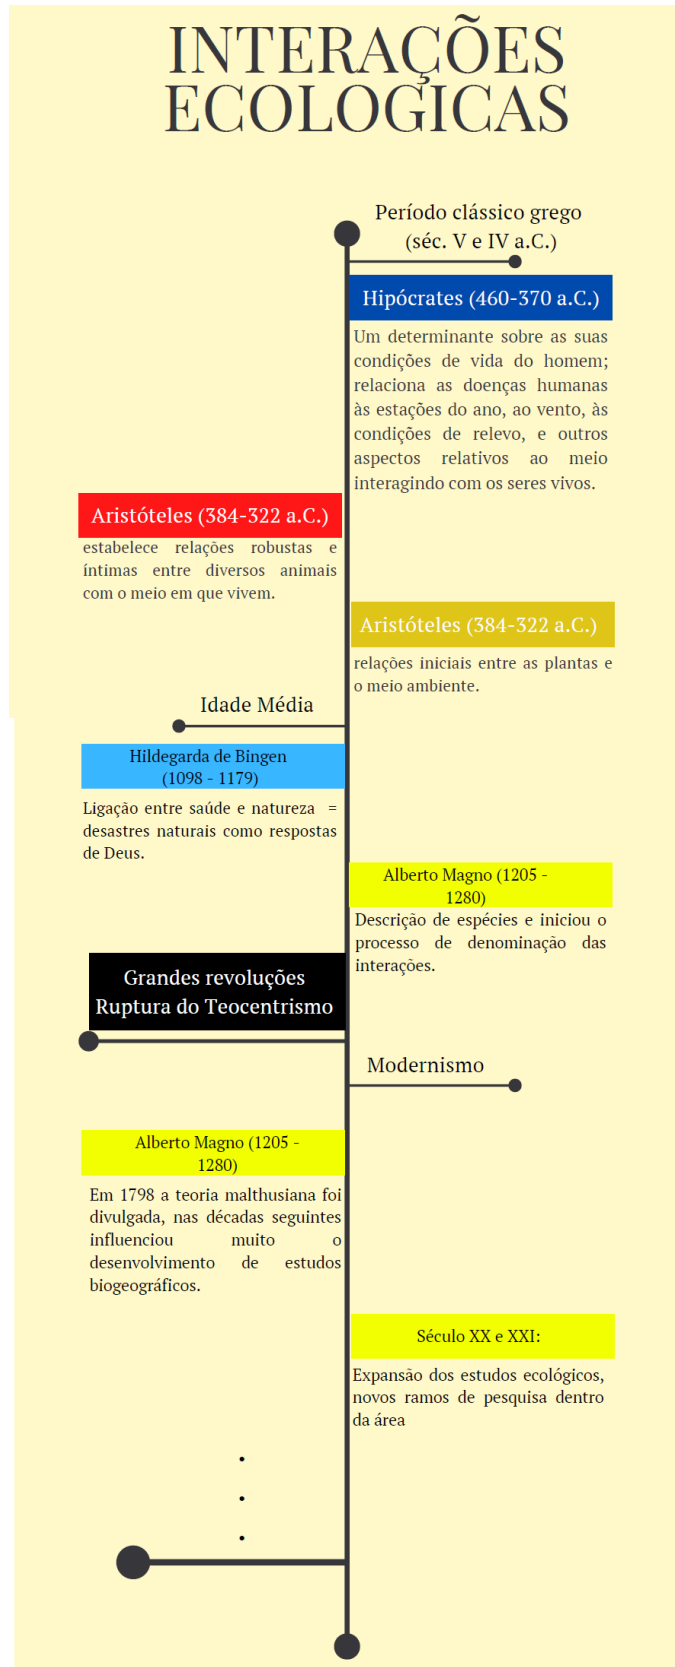 INTERAÇÕES
ECOLOGICAS
Período clássico grego
(séc. V e IV a.C.)
Hipócrates (460-370 a.C.)
Um determinante sobre as suas
condições de vida do homem;
relaciona as doenças humanas
às estações do ano, ao vento, às
condições de relevo, e outros
aspectos relativos ao meio
interagindo com os seres vivos.
Aristóteles (384-322 a.C.)
estabelece relações robustas e
íntimas entre diversos animais
com o meio em que vivem.
Aristóteles (384-322 a.C.)
relações iniciais entre as plantas e
o meio ambiente.
Idade Média
Hildegarda de Bingen
(1098 - 1179)
Ligação entre saúde e natureza =
desastres naturais como respostas
de Deus.
Alberto Magno (1205 -
1280)
Descrição de espécies e iniciou o
processo de denominação das
interações.
Grandes revoluções
Ruptura do Teocentrismo
Modernismo
Alberto Magno (1205 -
1280)
Em 1798 a teoria malthusiana foi
divulgada, nas décadas seguintes
influenciou muito o
desenvolvimento de estudos
biogeográficos.
Século XX e XXI:
Expansão dos estudos ecológicos,
novos ramos de pesquisa dentro
da área
.
.
.